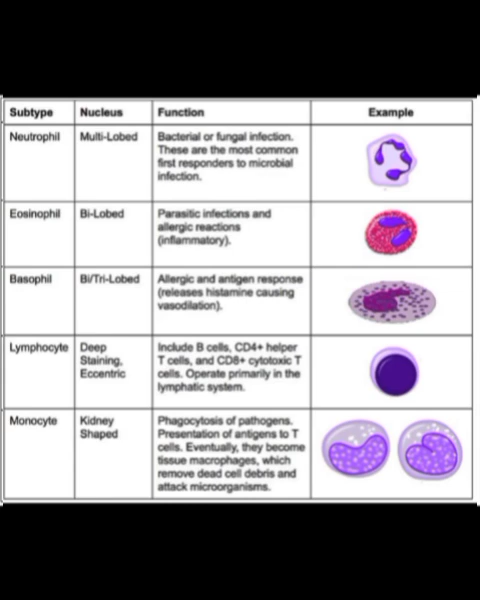 Subtype Nucleus Function Example
Neutrophil Multi-Lobed Bacterial or fungal infection.
These are the most common
first responders to microbial
infection.
Eosinophil Bi-Lobed Parasitic infections and
allergic reactions
(inflammatory).
Basophil Bi/Tri-Lobed Allergic and antigen response
(releases histamine causing
vasodilation).
Lymphocyte Deep
Staining,
Eccentric
Include B cells, CD4+ helper
T cells, and CD8+ cytotoxic T
cells. Operate primarily in the
lymphatic system.
Monocyte Kidney
Shaped
Phagocytosis of pathogens.
Presentation of antigens to T
cells. Eventually, they become
tissue macrophages, which
remove dead cell debris and
attack microorganisms.